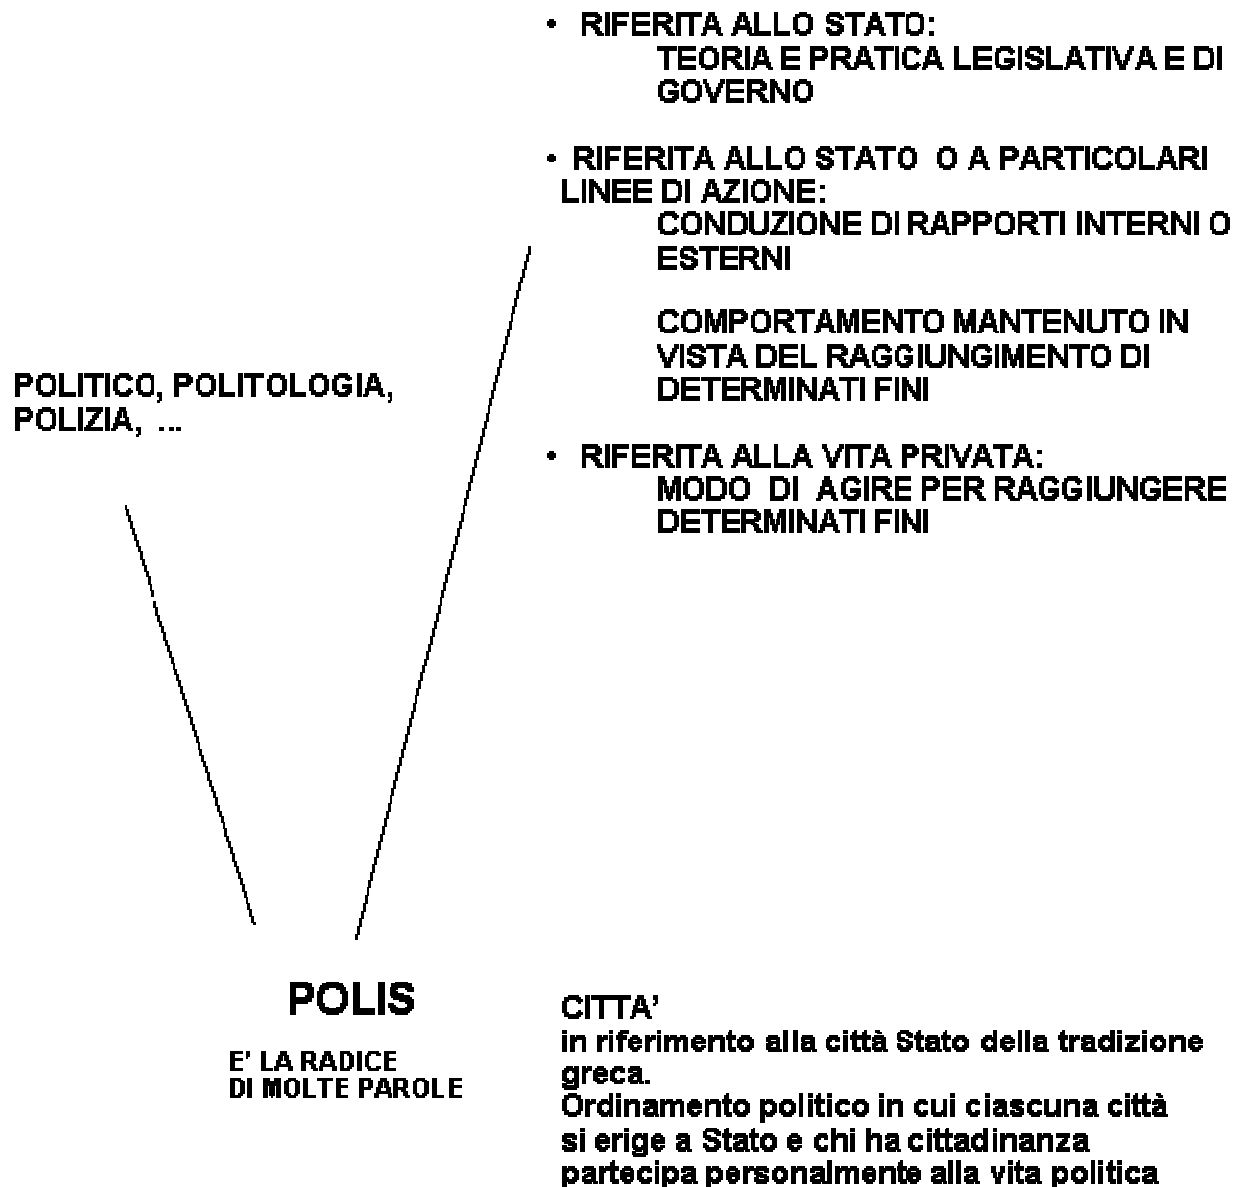 • RIFERITA ALLO STATO:
TEORIA E PRATICA LEGISLATIVA E DI
GOVERNO
• RIFERITA ALLO STATO O A PARTICOLARI
LINEE DI AZIONE:
CONDUZIONE DI RAPPORTI INTERNI O
ESTERNI
COMPORTAMENTO MANTENUTO IN
VISTA DEL RAGGIUNGIMENTO DI
DETERMINATI FINI
POLITICO, POLITOLOGIA,
POLIZIA, ...
• RIFERITA ALLA VITA PRIVATA:
MODO DI AGIRE PER RAGGIUNGERE
DETERMINATI FINI
POLIS
E' LA RADICE
DI MOLTE PAROLE
CITTA'
in riferimento alla città Stato della tradizione
greca.
Ordinamento politico in cui ciascuna città
si erige a Stato e chi ha cittadinanza
partecipa personalmente alla vita politica